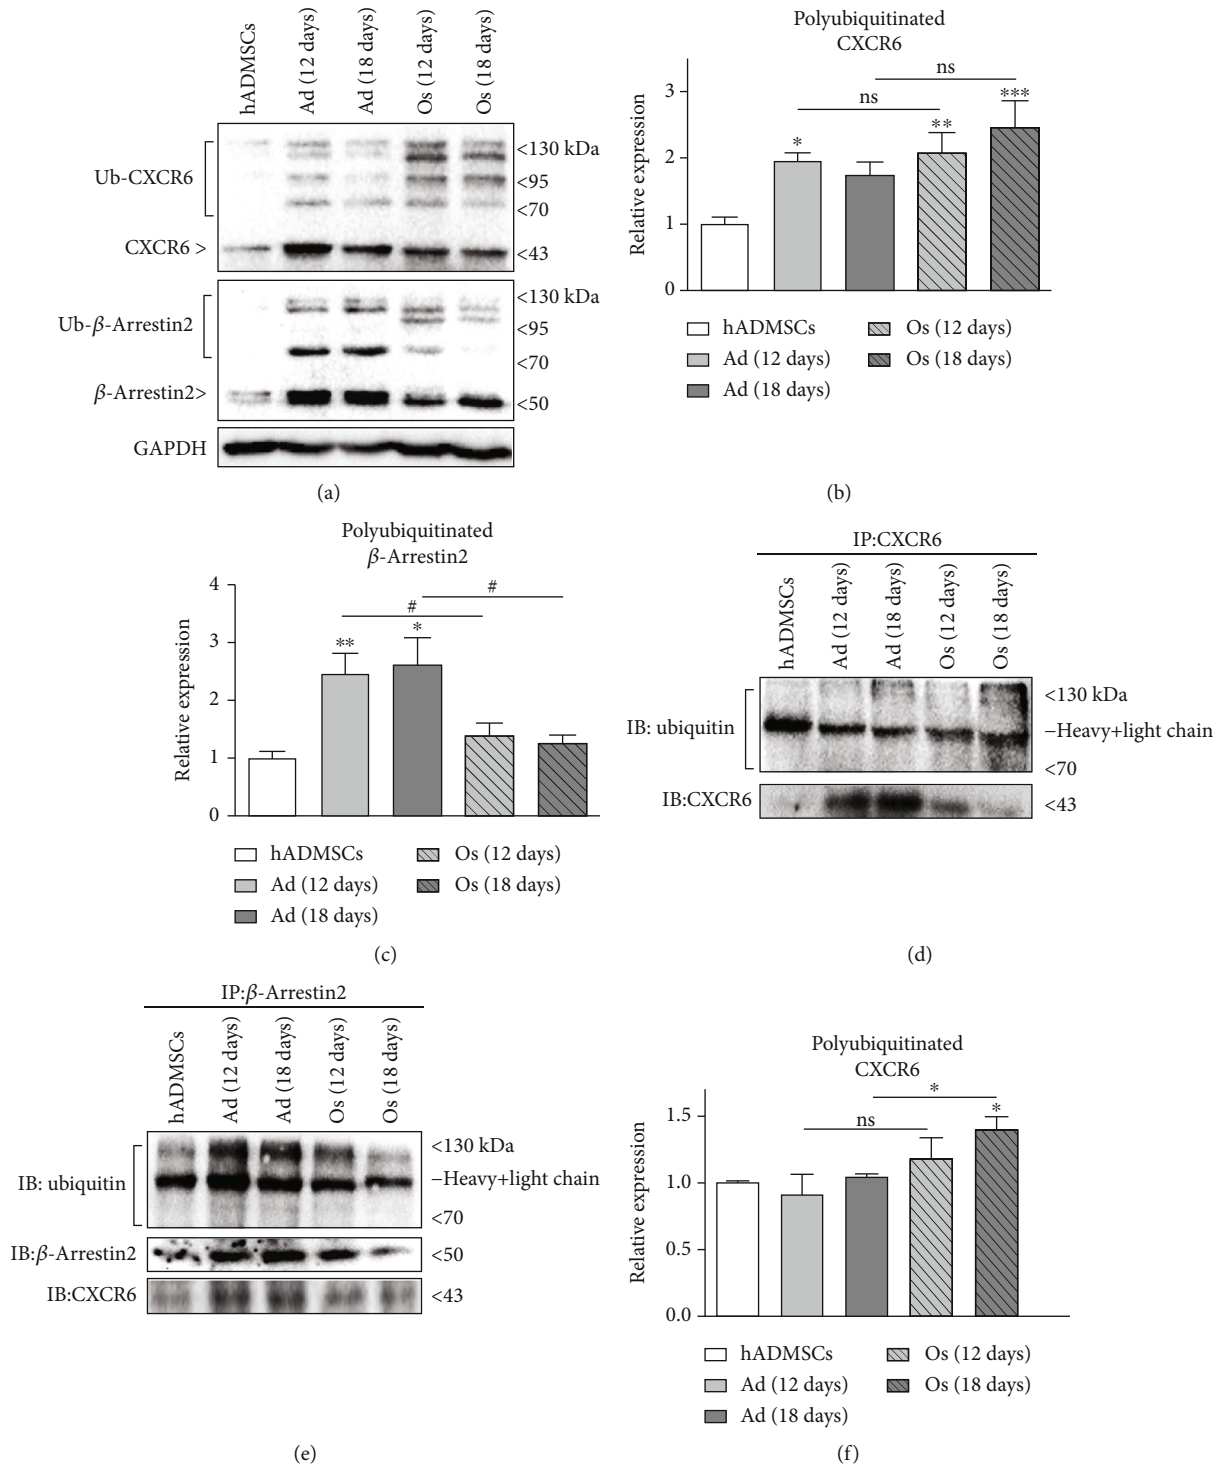 hADMSCs
Ad (12 days)
Ad (18 days)
Os (12 days)
Os (18 days)
Ub-CXCR6
CXCR6 >
<130 kDa
<95
<70
<43
Ub-β-Arrestin2
β-Arrestin2>
<130 kDa
<95
<70
<50
GAPDH
(a)
Polyubiquitinated
CXCR6
Relative expression
3
2
1
0
ns
ns
*
**
***
hADMSCs
Ad (12 days)
Ad (18 days)
Os (12 days)
Os (18 days)
(b)
Polyubiquitinated
β-Arrestin2
Relative expression
4
3
2
1
0
#
#
**
*
hADMSCs
Ad (12 days)
Ad (18 days)
Os (12 days)
Os (18 days)
(c)
IP:CXCR6
hADMSCs
Ad (12 days)
Ad (18 days)
Os (12 days)
Os (18 days)
IB: ubiquitin
<130 kDa
−Heavy+light chain
<70
IB:CXCR6
<43
(d)
IP:β-Arrestin2
hADMSCs
Ad (12 days)
Ad (18 days)
Os (12 days)
Os (18 days)
IB: ubiquitin
<130 kDa
−Heavy+light chain
<70
IB:β-Arrestin2
<50
IB:CXCR6
<43
(e)
Polyubiquitinated
CXCR6
Relative expression
1.5
1.0
0.5
0.0
*
ns
*
hADMSCs
Ad (12 days)
Ad (18 days)
Os (12 days)
Os (18 days)
(f)